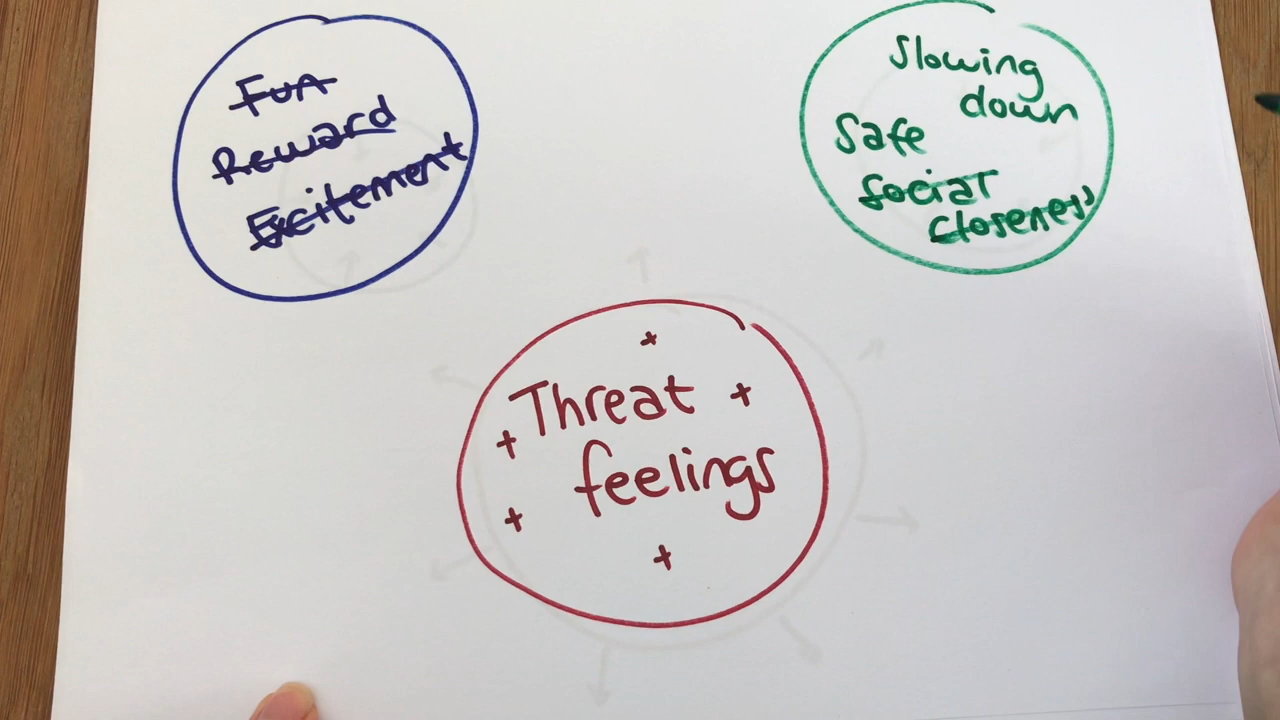 Fun
Reward
Excitement
Slowing
down
Safe
Social
Closeness
+
Threat +
+
feelings
+
+